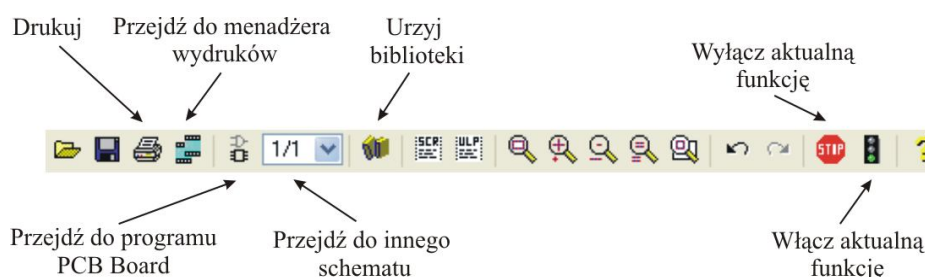 Drukuj
Przejdź do menadżera
wydruków
Urzyj
biblioteki
Wyłącz aktualną
funkcję
1/1
SCR
ULP
STOP
?
Przejdź do programu
PCB Board
Przejdź do innego
schematu
Włącz aktualną
funkcję